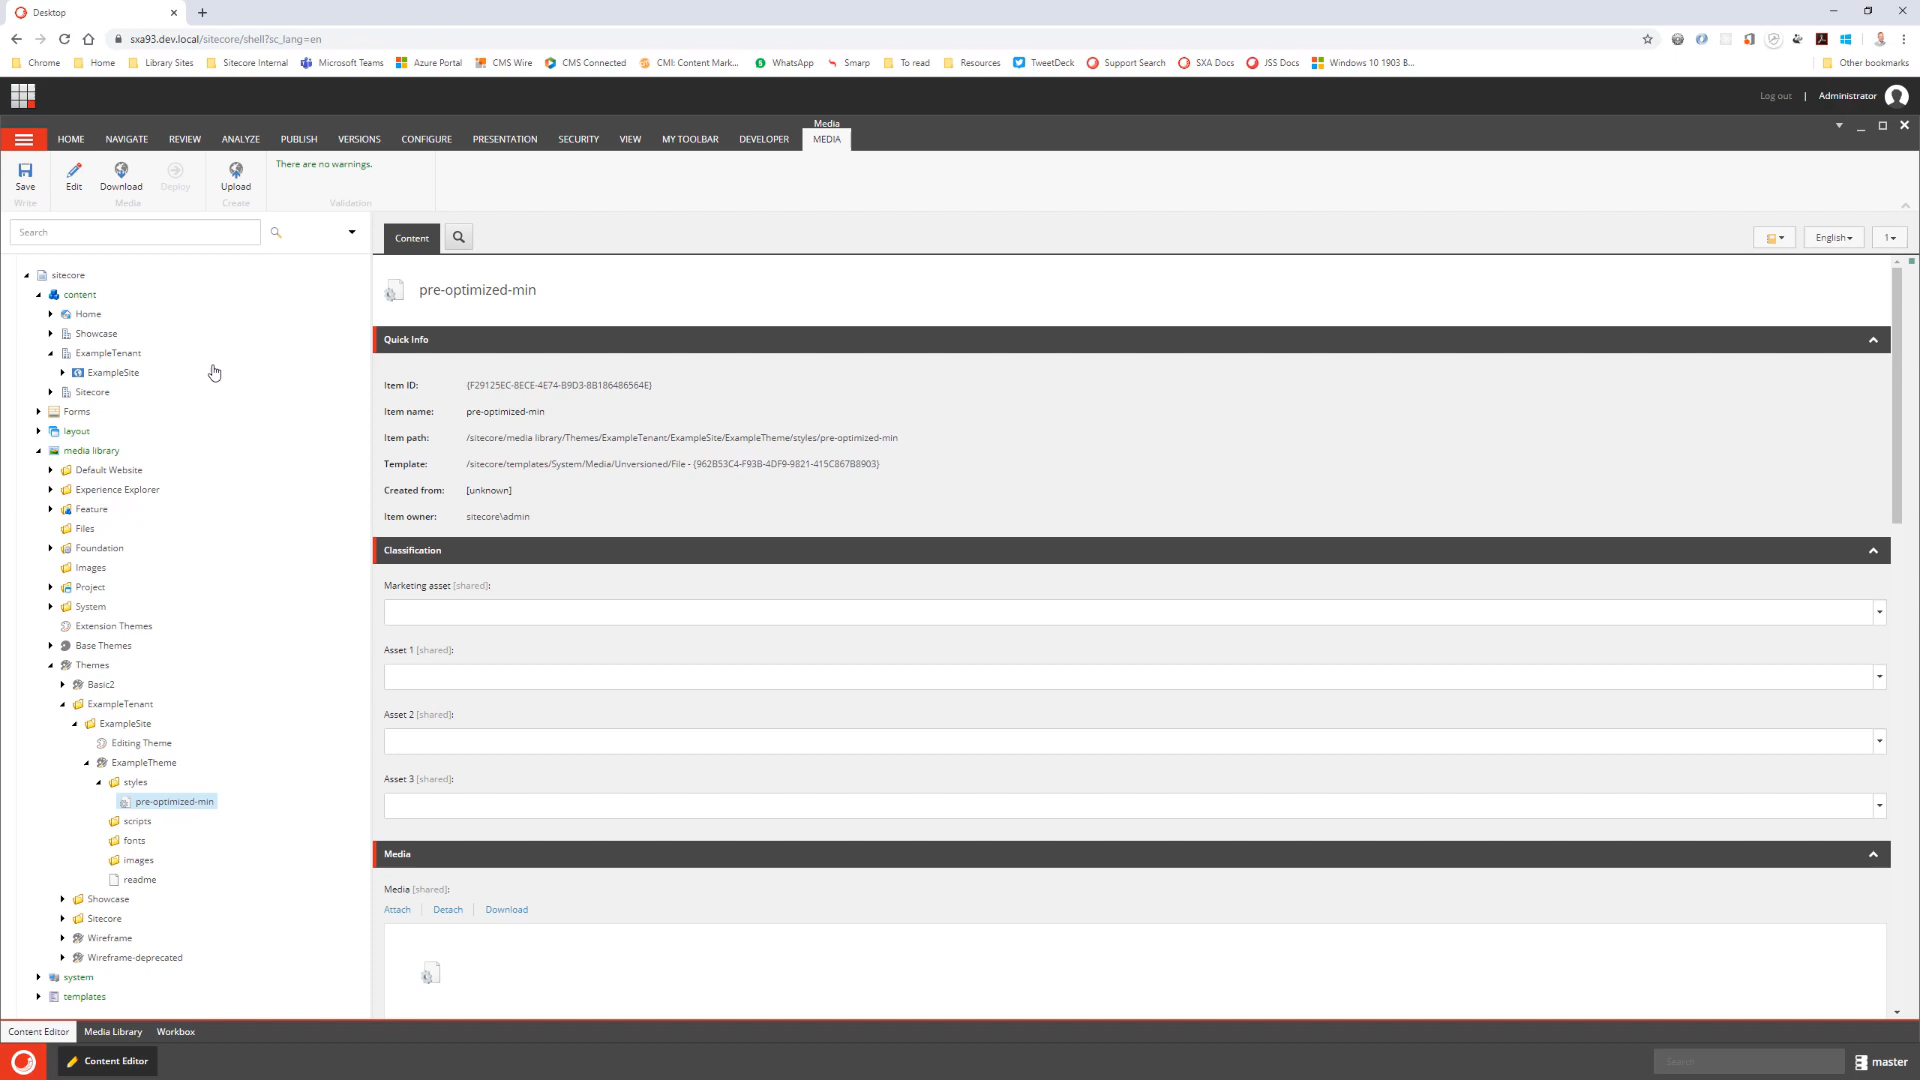 Desktop
sxa93.dev.local/sitecore/shell?sc_lang=en
Chrome Home Library Sites Sitecore Internal Microsoft Teams Azure Portal CMS Wire CMS Connected CMI: Content Mark... WhatsApp Smarp To read Resources TweetDeck Support Search SXA Docs JSS Docs Windows 10 1903 B... Other bookmarks
Log out | Administrator
Media
HOME NAVIGATE REVIEW ANALYZE PUBLISH VERSIONS CONFIGURE PRESENTATION SECURITY VIEW MY TOOLBAR DEVELOPER MEDIA
There are no warnings.
Save Edit Download Deploy Upload
Write Media Create Validation
Search
Content English 1
sitecore
content
Home
Showcase
ExampleTenant
ExampleSite
Sitecore
Forms
layout
media library
Default Website
Experience Explorer
Feature
Files
Foundation
Images
Project
System
Extension Themes
Base Themes
Themes
Basic2
ExampleTenant
ExampleSite
Editing Theme
ExampleTheme
styles
pre-optimized-min
scripts
fonts
images
readme
Showcase
Sitecore
Wireframe
Wireframe-deprecated
system
templates
pre-optimized-min
Quick Info
Item ID: {F29125EC-8ECE-4E74-B9D3-8B186486564E}
Item name: pre-optimized-min
Item path: /sitecore/media library/Themes/ExampleTenant/ExampleSite/ExampleTheme/styles/pre-optimized-min
Template: /sitecore/templates/System/Media/Unversioned/File - {962B53C4-F93B-4DF9-9821-415C867B8903}
Created from: [unknown]
Item owner: sitecore\admin
Classification
Marketing asset [shared]:
Asset 1 [shared]:
Asset 2 [shared]:
Asset 3 [shared]:
Media
Media [shared]:
Attach Detach Download
Content Editor Media Library Workbox
Content Editor Search master